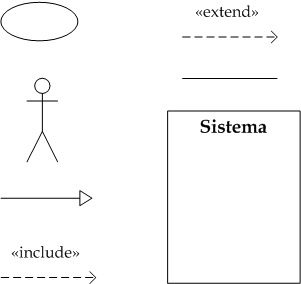 «extend»
Sistema
«include»